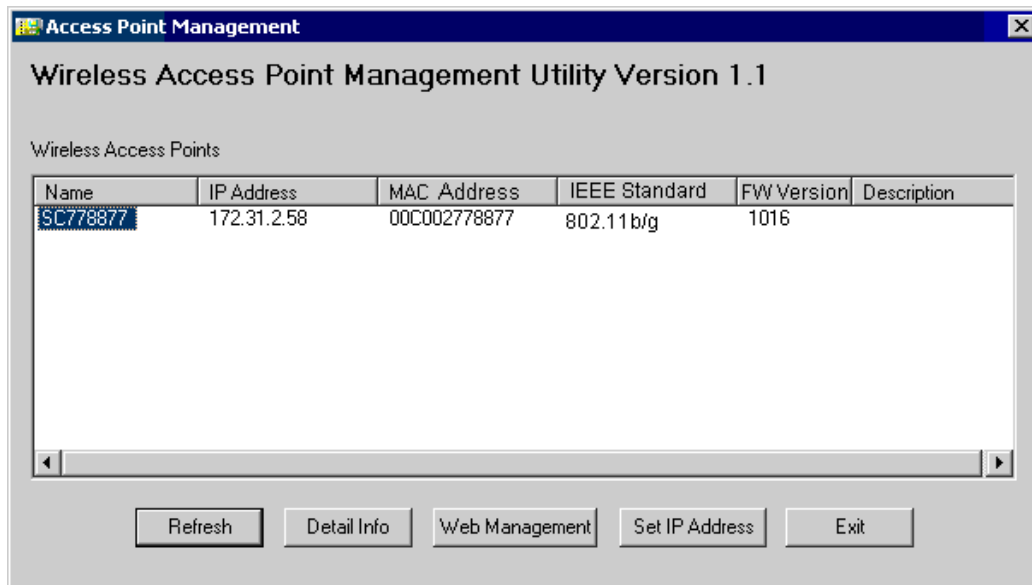 Access Point Management
Wireless Access Point Management Utility Version 1.1
Wireless Access Points
Name IP Address MAC Address IEEE Standard FW Version Description
SC778877 172.31.2.58 00C002778877 802.11b/g 1016
Refresh Detail Info Web Management Set IP Address Exit